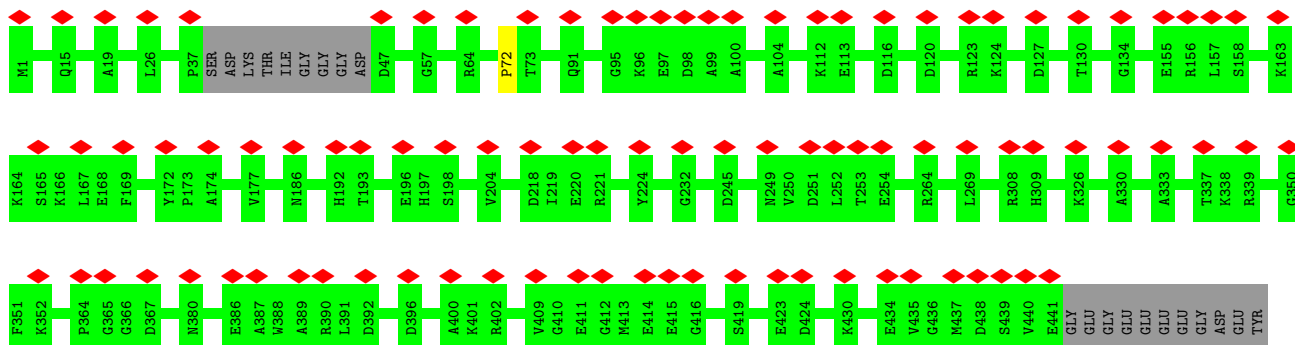 M1 Q15 A19 L26 P37 SER ASP LYS THR ILE GLY GLY GLY ASP D47 G57 R64 P72 T73 Q91 G95 K96 E97 D98 A99 A100 A104 K112 E113 D116 D120 R123 K124 D127 T130 G134 E155 R156 L157 S158 K163
K164 S165 K166 L167 E168 F169 Y172 P173 A174 V177 N186 H192 T193 E196 H197 S198 V204 D218 I219 E220 R221 Y224 G232 D245 N249 V250 D251 L252 T253 E254 R264 L269 R308 H309 K326 A330 A333 T337 K338 R339 G350
F351 K352 P364 G365 G366 D367 N380 E386 A387 W388 A389 R390 L391 D392 D396 A400 K401 R402 V409 G410 E411 G412 M413 E414 E415 G416 S419 E423 D424 K430 E434 V435 G436 M437 D438 S439 V440 E441 GLY GLU GLY GLU GLU GLU GLU GLY ASP GLU TYR